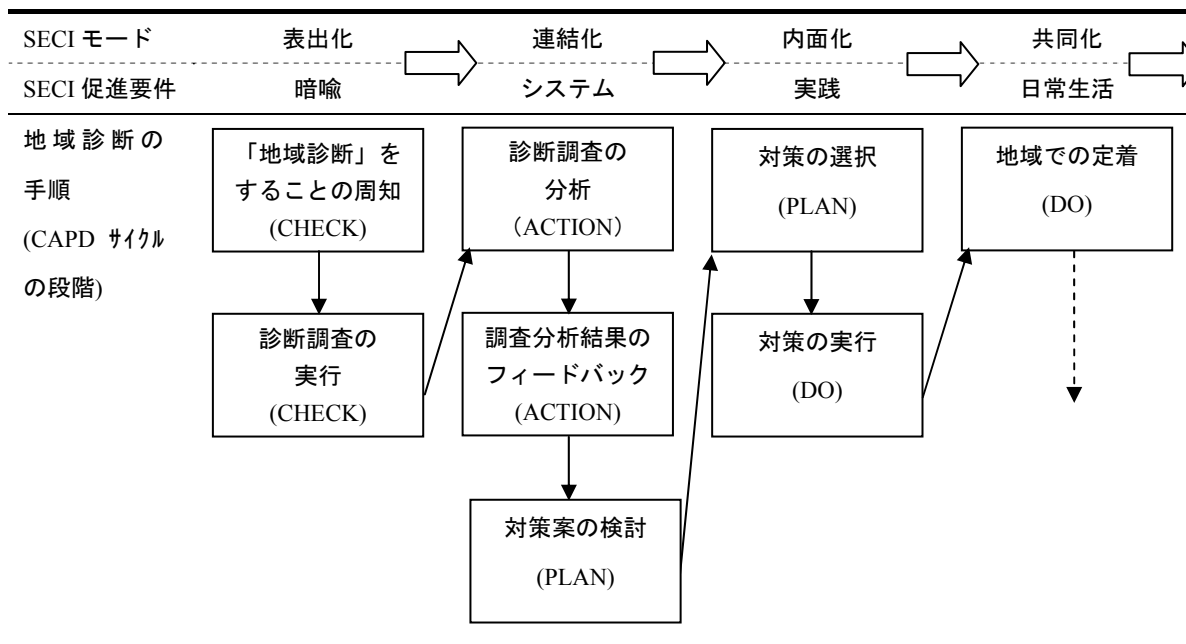 SECI モード 表出化 連結化 内面化 共同化
SECI 促進要件 暗喩 システム 実践 日常生活
地域診断の
手順
(CAPD ｻｲｸﾙ
の段階)
「地域診断」を
することの周知
(CHECK)
診断調査の
実行
(CHECK)
診断調査の
分析
（ACTION）
調査分析結果の
フィードバック
(ACTION)
対策案の検討
(PLAN)
対策の選択
(PLAN)
対策の実行
(DO)
地域での定着
(DO)